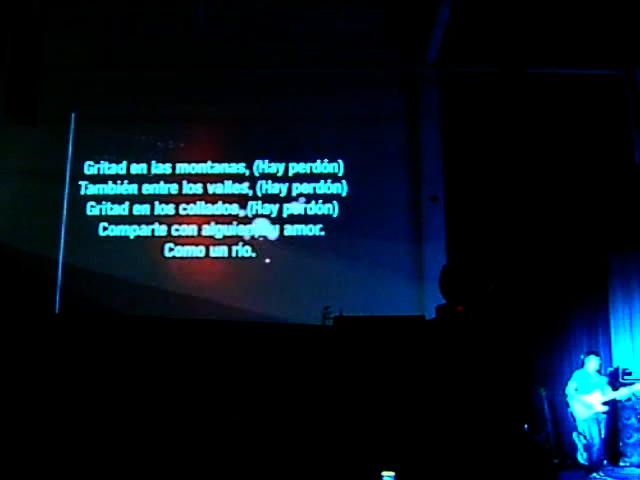 Gritad en las montanas, (Hay perdón)
También entre los valles, (Hay perdón)
Gritad en los collados, (Hay perdón)
Comparte con alguien, amor.
Como un río.